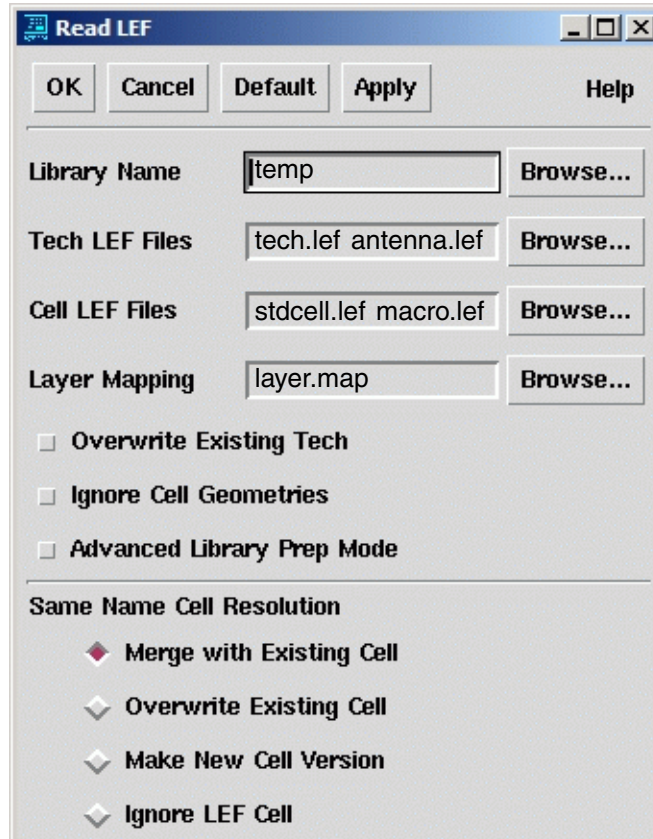 Read LEF
OK Cancel Default Apply Help
Library Name temp Browse...
Tech LEF Files tech.lef antenna.lef Browse...
Cell LEF Files stdcell.lef macro.lef Browse...
Layer Mapping layer.map Browse...
Overwrite Existing Tech
Ignore Cell Geometries
Advanced Library Prep Mode
Same Name Cell Resolution
Merge with Existing Cell
Overwrite Existing Cell
Make New Cell Version
Ignore LEF Cell